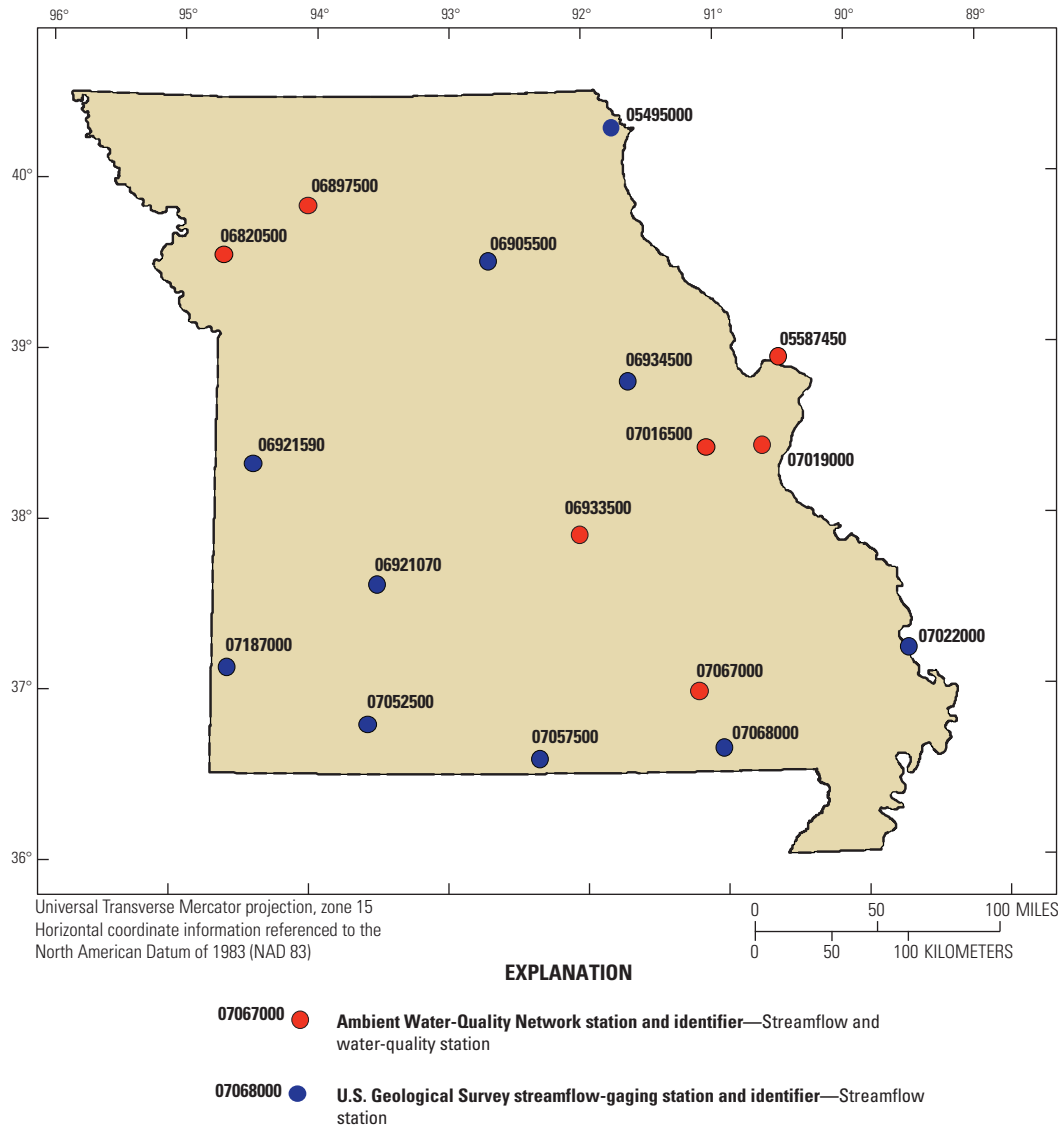 96° 95° 94° 93° 92° 91° 90° 89°
05495000
40°
06897500
06820500
06905500
39°
05587450
06934500
07016500
07019000
06921590
38°
06933500
06921070
07187000
07022000
37°
07067000
07052500
07057500
07068000
36°
Universal Transverse Mercator projection, zone 15
Horizontal coordinate information referenced to the
North American Datum of 1983 (NAD 83)
0 50 100 MILES
0 50 100 KILOMETERS
EXPLANATION
07067000 Ambient Water-Quality Network station and identifier—Streamflow and
water-quality station
07068000 U.S. Geological Survey streamflow-gaging station and identifier—Streamflow
station